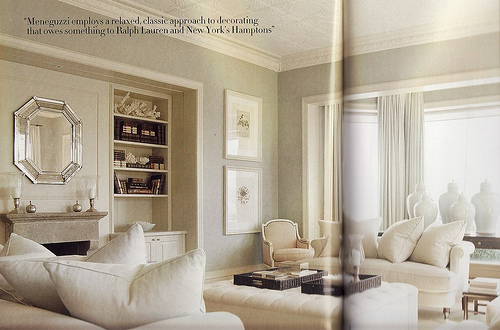 "Meneguzzi employs a relaxed, classic approach to decorating
that owes something to Ralph Lauren and New York's Hamptons"